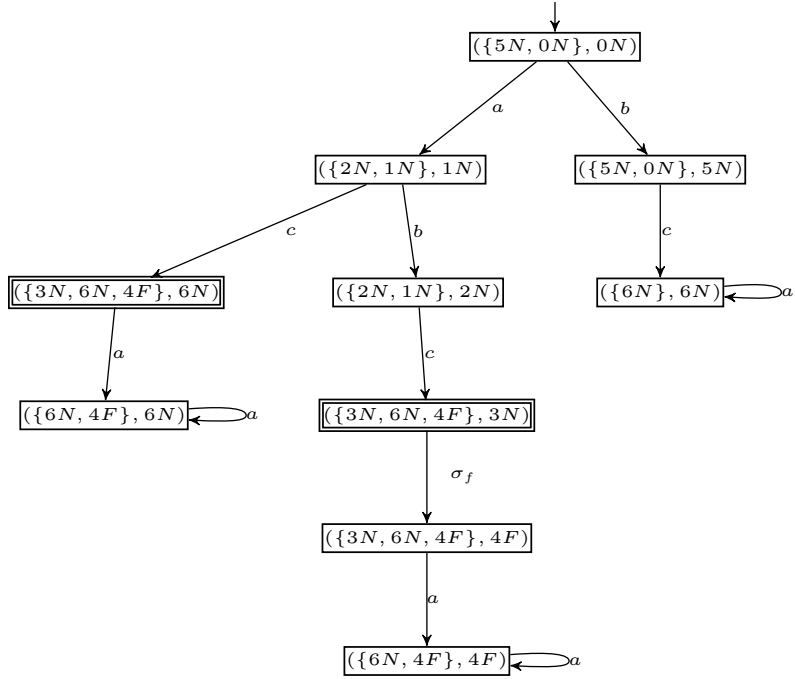 ({5N, 0N}, 0N)
a
b
({2N, 1N}, 1N)
({5N, 0N}, 5N)
c
b
c
({3N, 6N, 4F}, 6N)
({2N, 1N}, 2N)
({6N}, 6N)
a
a
c
({6N, 4F}, 6N)
a
({3N, 6N, 4F}, 3N)
σ_f
({3N, 6N, 4F}, 4F)
a
({6N, 4F}, 4F)
a